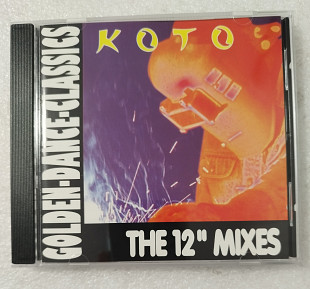 KOTO
GOLDEN-DANCE-CLASSICS
THE 12" MIXES